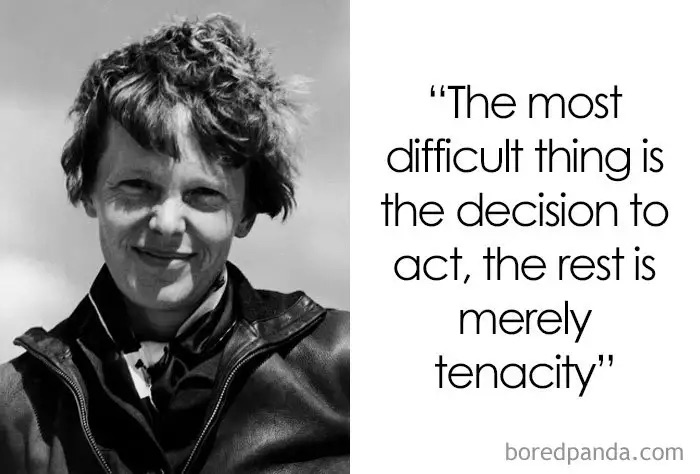 “The most
difficult thing is
the decision to
act, the rest is
merely
tenacity”
boredpanda.com